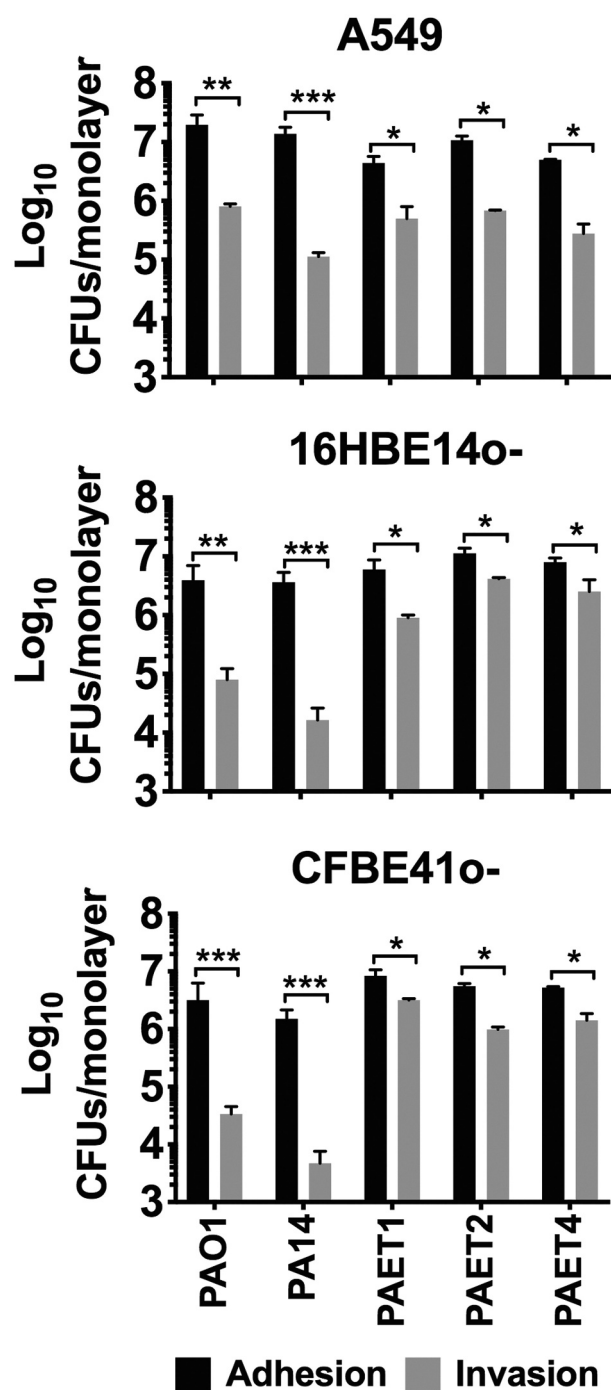 A549
Log10
CFUs/monolayer
8
7
6
5
4
3
** *** * * *
16HBE14o-
Log10
CFUs/monolayer
8
7
6
5
4
3
** *** * * *
CFBE41o-
Log10
CFUs/monolayer
8
7
6
5
4
3
*** *** * * *
PAO1 PA14 PAET1 PAET2 PAET4
Adhesion Invasion